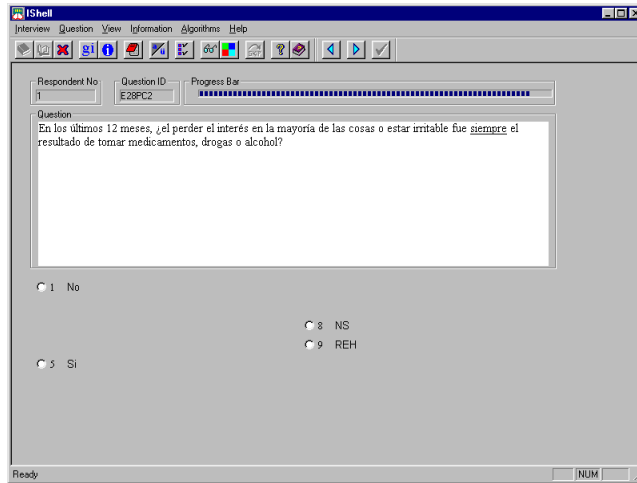 IShell
Interview Question View Information Algorithms Help
gi
Respondent No Question ID Progress Bar
1 E28PC2
Question
En los últimos 12 meses, ¿el perder el interés en la mayoría de las cosas o estar irritable fue siempre el
resultado de tomar medicamentos, drogas o alcohol?
1 No
8 NS
9 REH
5 Si
Ready NUM